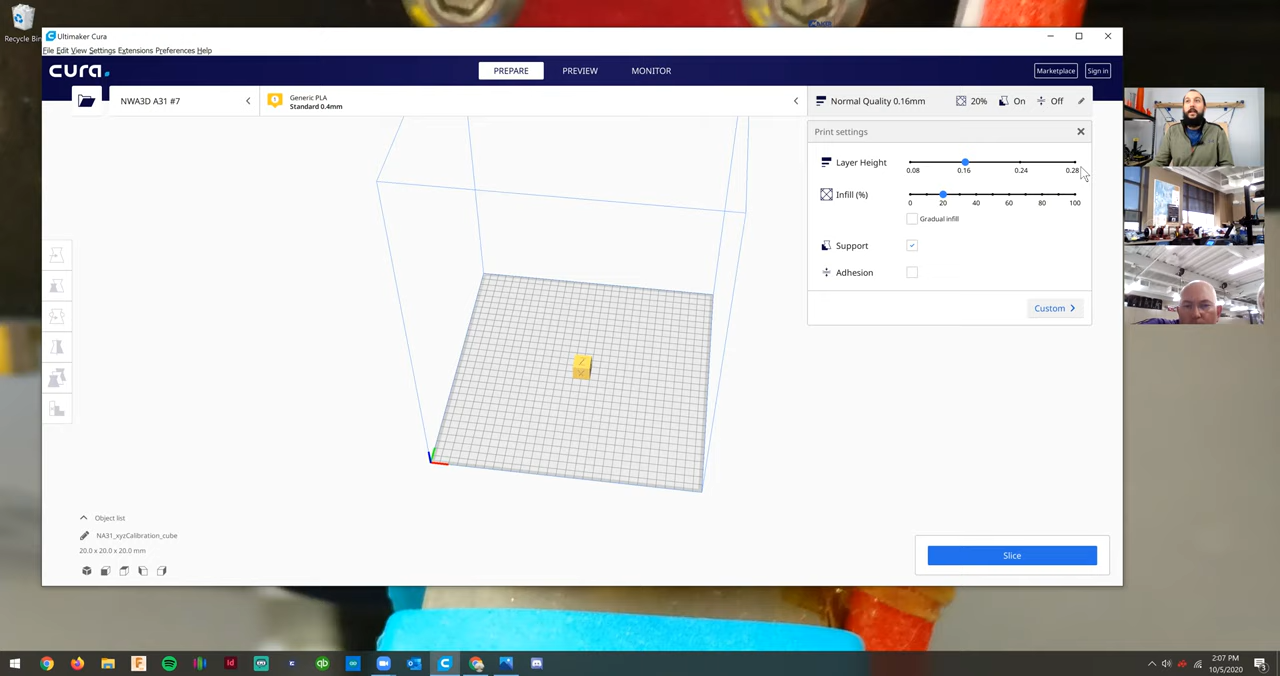 Recycle Bin
Ultimaker Cura
File Edit View Settings Extensions Preferences Help
cura.
PREPARE
PREVIEW
MONITOR
Marketplace
Sign in
NWA3D A31 #7
Generic PLA
Standard 0.4mm
Normal Quality 0.16mm
20%
On
Off
Print settings
Layer Height
0.08 0.16 0.24 0.28
Infill (%)
0 20 40 60 80 100
Gradual infill
Support
Adhesion
Custom
Object list
NA31_xyzCalibration_cube
20.0 x 20.0 x 20.0 mm
Slice
2:07 PM
10/5/2020